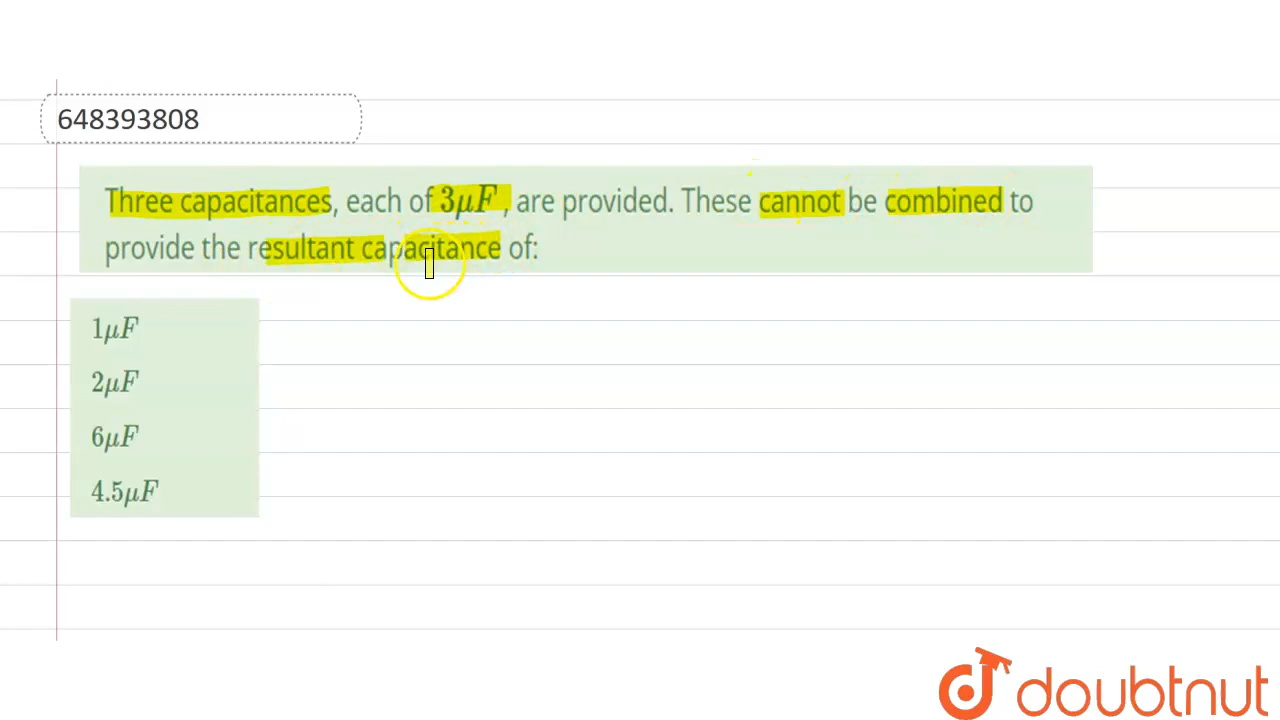 648393808
Three capacitances, each of 3μF , are provided. These cannot be combined to
provide the resultant capacitance of:
1μF
2μF
6μF
4.5μF
doubtnut